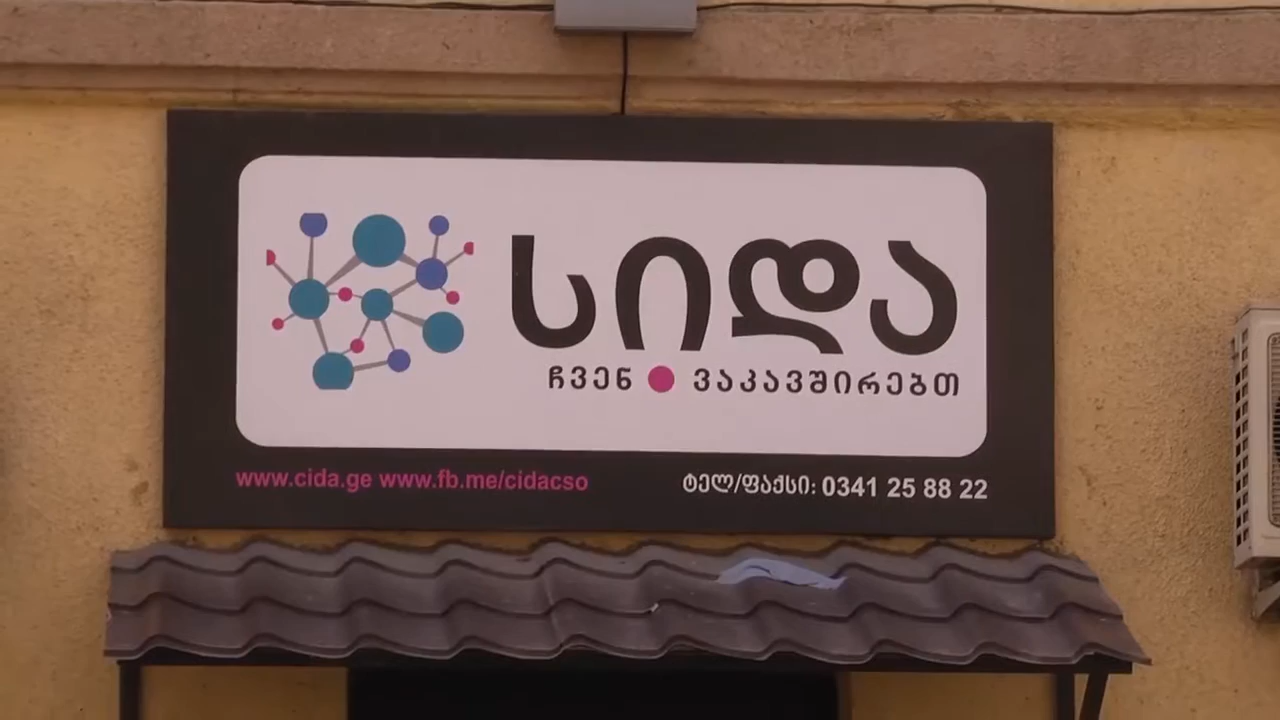 სიდა
ჩვენ ვაკავშირებთ
www.cida.ge www.fb.me/cidacso ტელ/ფაქსი: 0341 25 88 22